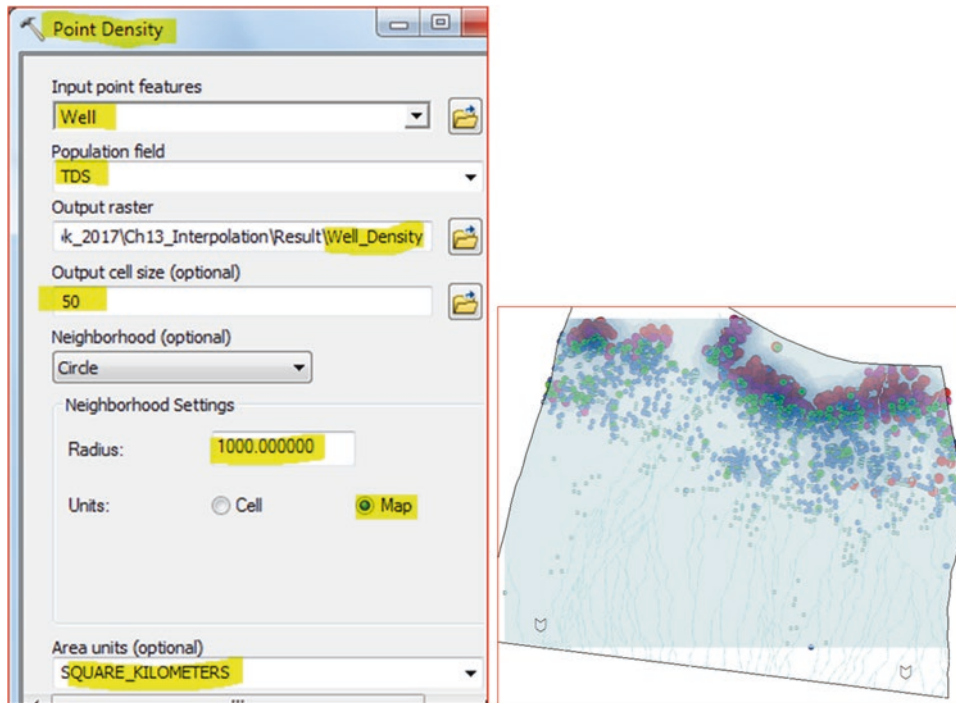 Point Density
Input point features
Well
Population field
TDS
Output raster
k_2017\Ch13_Interpolation\Result\Well_Density
Output cell size (optional)
50
Neighborhood (optional)
Circle
Neighborhood Settings
Radius: 1000.000000
Units: Cell Map
Area units (optional)
SQUARE_KILOMETERS